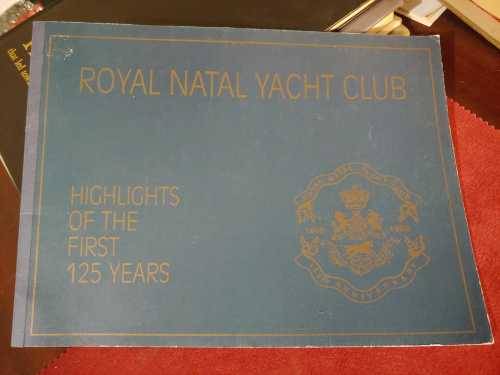 ROYAL NATAL YACHT CLUB
HIGHLIGHTS
OF THE
FIRST
125 YEARS